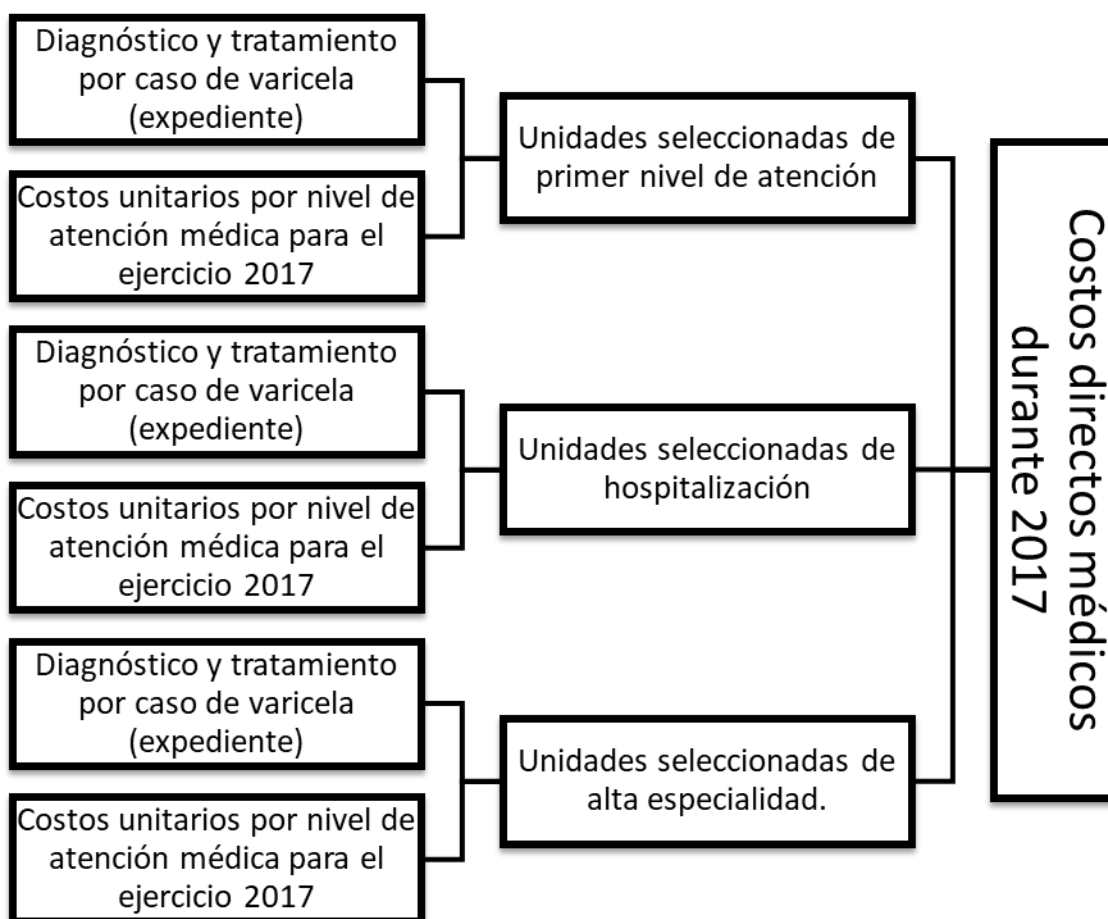 Diagnóstico y tratamiento
por caso de varicela
(expediente)
Costos unitarios por nivel de
atención médica para el
ejercicio 2017
Unidades seleccionadas de
primer nivel de atención
Diagnóstico y tratamiento
por caso de varicela
(expediente)
Costos unitarios por nivel de
atención médica para el
ejercicio 2017
Unidades seleccionadas de
hospitalización
Diagnóstico y tratamiento
por caso de varicela
(expediente)
Costos unitarios por nivel de
atención médica para el
ejercicio 2017
Unidades seleccionadas de
alta especialidad.
Costos directos médicos
durante 2017